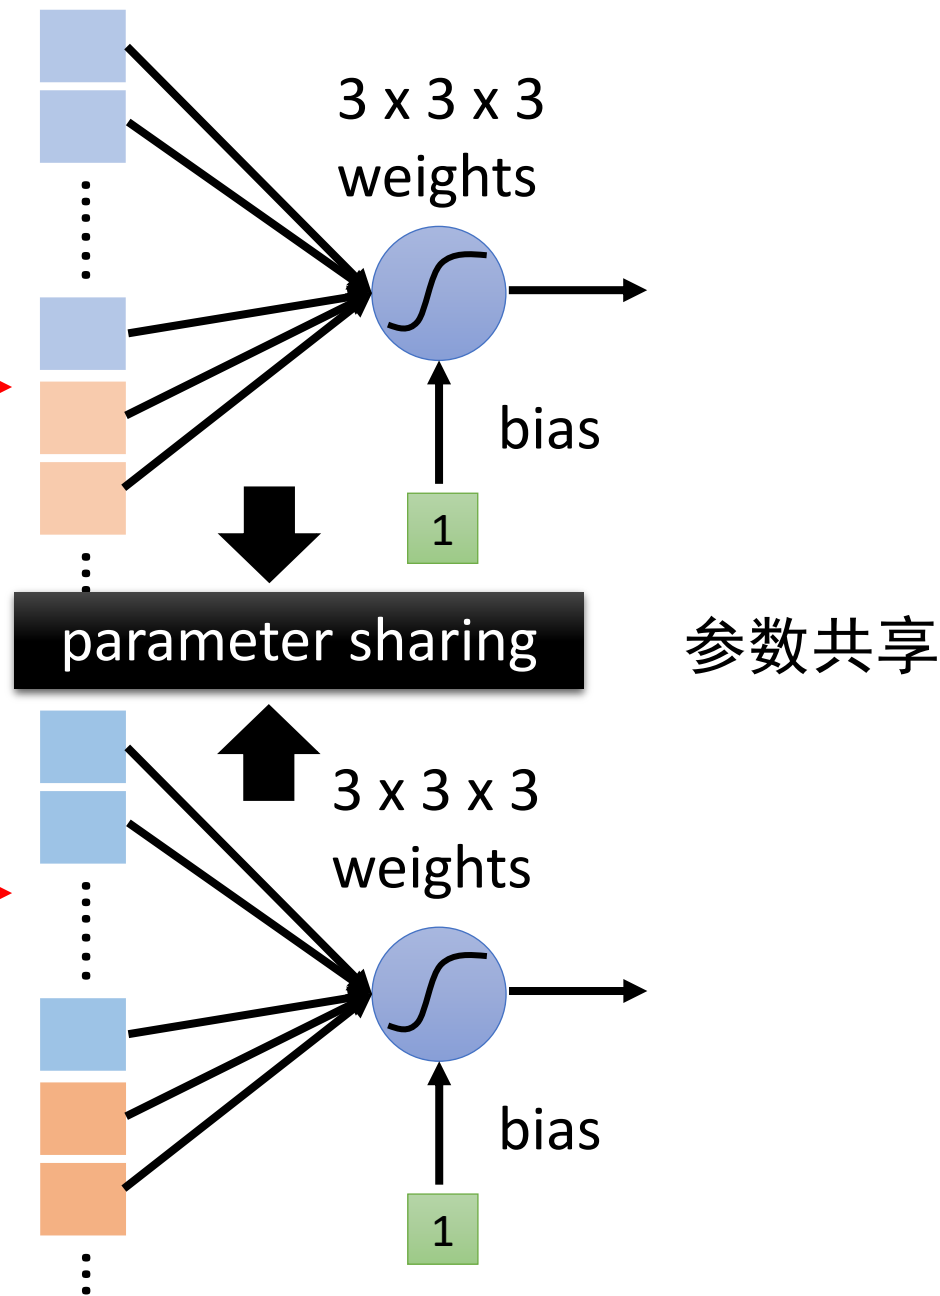 3 x 3 x 3
weights
bias
1
parameter sharing
参数共享
3 x 3 x 3
weights
bias
1